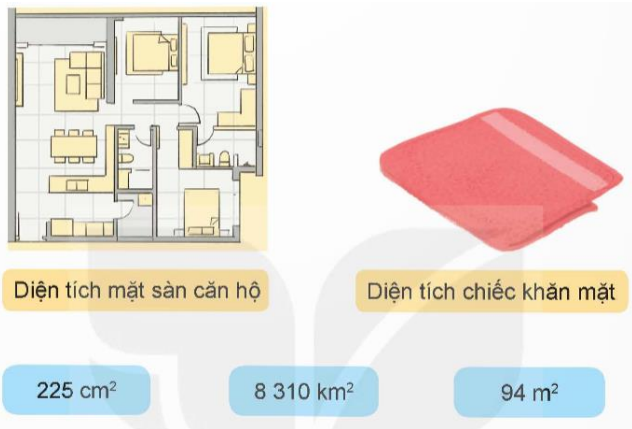 Diện tích mặt sàn căn hộ
Diện tích chiếc khăn mặt
225 cm²
8 310 km²
94 m²